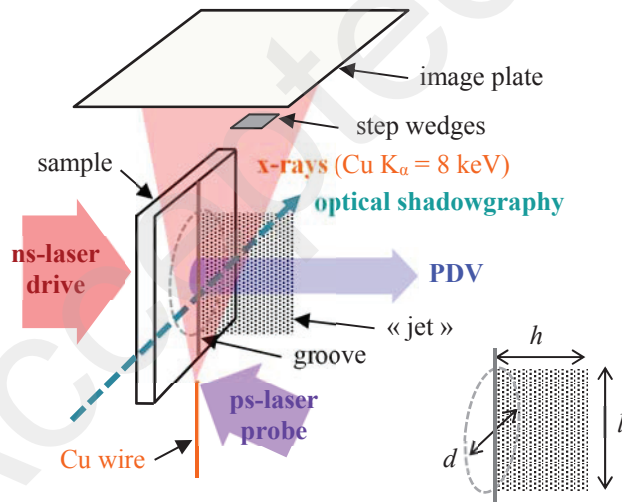 image plate
step wedges
sample
x-rays (Cu Kα = 8 keV)
optical shadowgraphy
ns-laser
drive
PDV
« jet »
groove
ps-laser
probe
Cu wire
h
d
l
Accepted